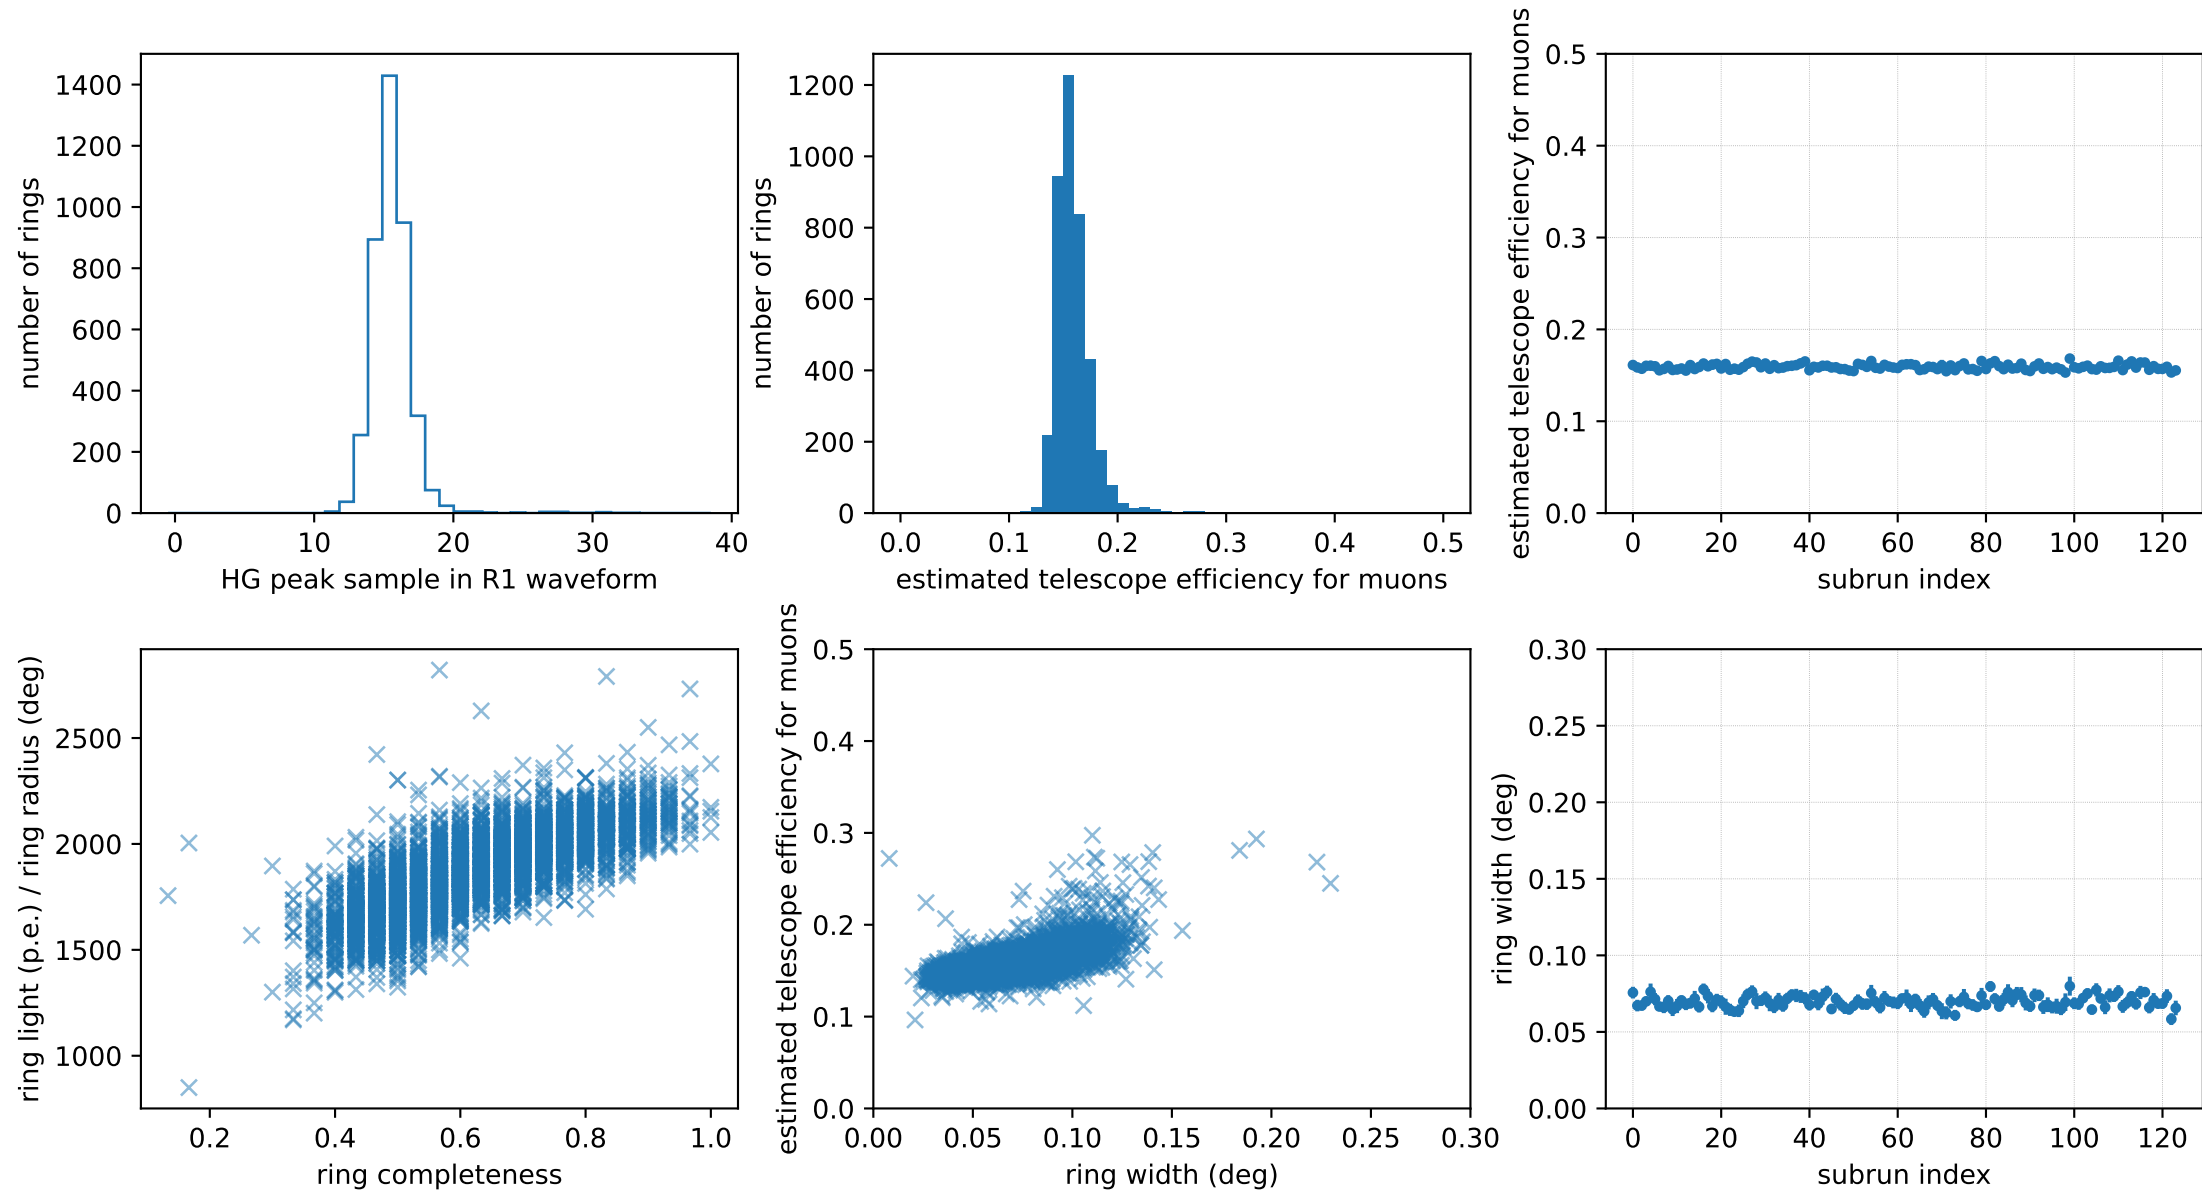 number of rings
1400
1200
1000
800
600
400
200
0
0 10 20 30 40
HG peak sample in R1 waveform
number of rings
1200
1000
800
600
400
200
0
0.0 0.1 0.2 0.3 0.4 0.5
estimated telescope efficiency for muons
estimated telescope efficiency for muons
0.5
0.4
0.3
0.2
0.1
0.0
0 20 40 60 80 100 120
subrun index
ring light (p.e.) / ring radius (deg)
2500
2000
1500
1000
0.2 0.4 0.6 0.8 1.0
ring completeness
estimated telescope efficiency for muons
0.5
0.4
0.3
0.2
0.1
0.0
0.00 0.05 0.10 0.15 0.20 0.25 0.30
ring width (deg)
ring width (deg)
0.30
0.25
0.20
0.15
0.10
0.05
0.00
0 20 40 60 80 100 120
subrun index